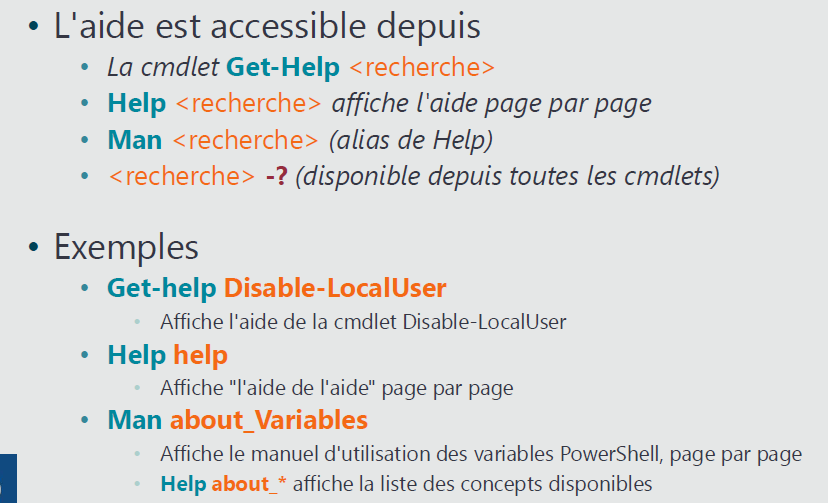 • L'aide est accessible depuis
• La cmdlet Get-Help <recherche>
• Help <recherche> affiche l'aide page par page
• Man <recherche> (alias de Help)
• <recherche> -? (disponible depuis toutes les cmdlets)
• Exemples
• Get-help Disable-LocalUser
• Affiche l'aide de la cmdlet Disable-LocalUser
• Help help
• Affiche "l'aide de l'aide" page par page
• Man about_Variables
• Affiche le manuel d'utilisation des variables PowerShell, page par page
• Help about_* affiche la liste des concepts disponibles